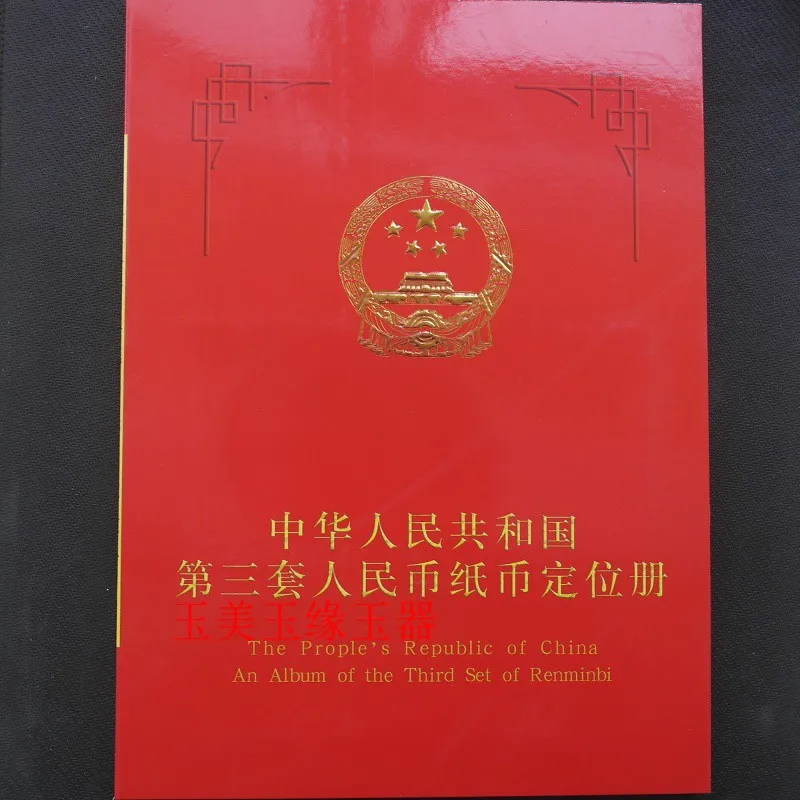 中华人民共和国
第三套人民币纸币定位册
玉美玉缘玉器
The Prople's Republic of China
An Album of the Third Set of Renminbi